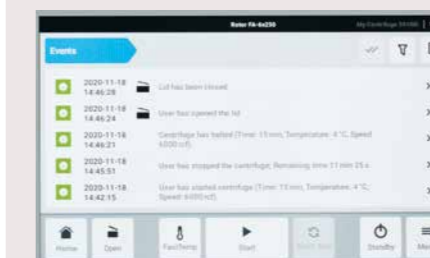 Rotor FA-6x250
My Centrifuge
Events
2020-11-18
14:46:28
Lid has been closed
2020-11-18
14:46:24
User has opened the lid
2020-11-18
14:46:21
Centrifuge has halted (Time: 15 min, Temperature: 4 °C, Speed:
6000 rcf).
2020-11-18
14:45:51
User has stopped the centrifuge; Remaining time 11 min 25 s
2020-11-18
14:42:15
User has started centrifuge (Time: 15 min, Temperature: 4 °C,
Speed: 6000 rcf).
Home
Open
FastTemp
Start
Standby